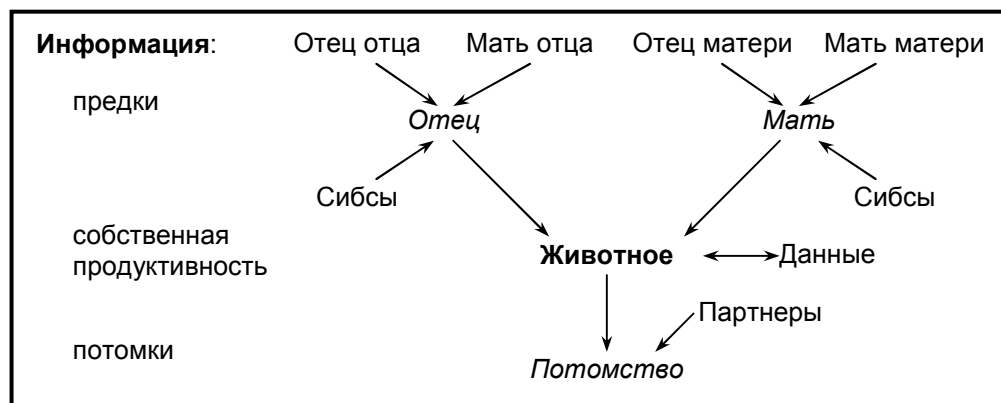 Информация: Отец отца Мать отца Отец матери Мать матери
предки
Отец Мать
Сибсы Сибсы
собственная
продуктивность
Животное Данные
Партнеры
потомки
Потомство